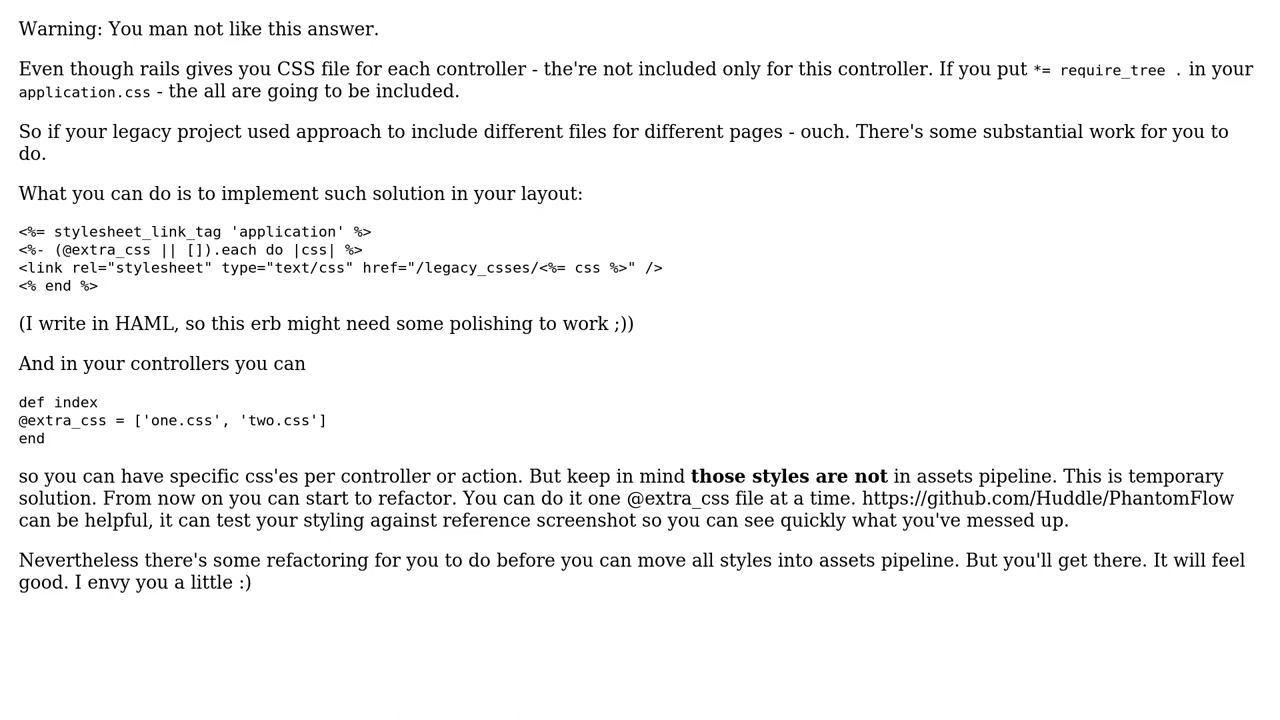 Warning: You man not like this answer.
Even though rails gives you CSS file for each controller - the're not included only for this controller. If you put *= require_tree . in your
application.css - the all are going to be included.
So if your legacy project used approach to include different files for different pages - ouch. There's some substantial work for you to
do.
What you can do is to implement such solution in your layout:
<%= stylesheet_link_tag 'application' %>
<%- (@extra_css || []).each do |css| %>
<link rel="stylesheet" type="text/css" href="/legacy_csses/<%= css %>" />
<% end %>
(I write in HAML, so this erb might need some polishing to work ;))
And in your controllers you can
def index
@extra_css = ['one.css', 'two.css']
end
so you can have specific css'es per controller or action. But keep in mind those styles are not in assets pipeline. This is temporary
solution. From now on you can start to refactor. You can do it one @extra_css file at a time. https://github.com/Huddle/PhantomFlow
can be helpful, it can test your styling against reference screenshot so you can see quickly what you've messed up.
Nevertheless there's some refactoring for you to do before you can move all styles into assets pipeline. But you'll get there. It will feel
good. I envy you a little :)